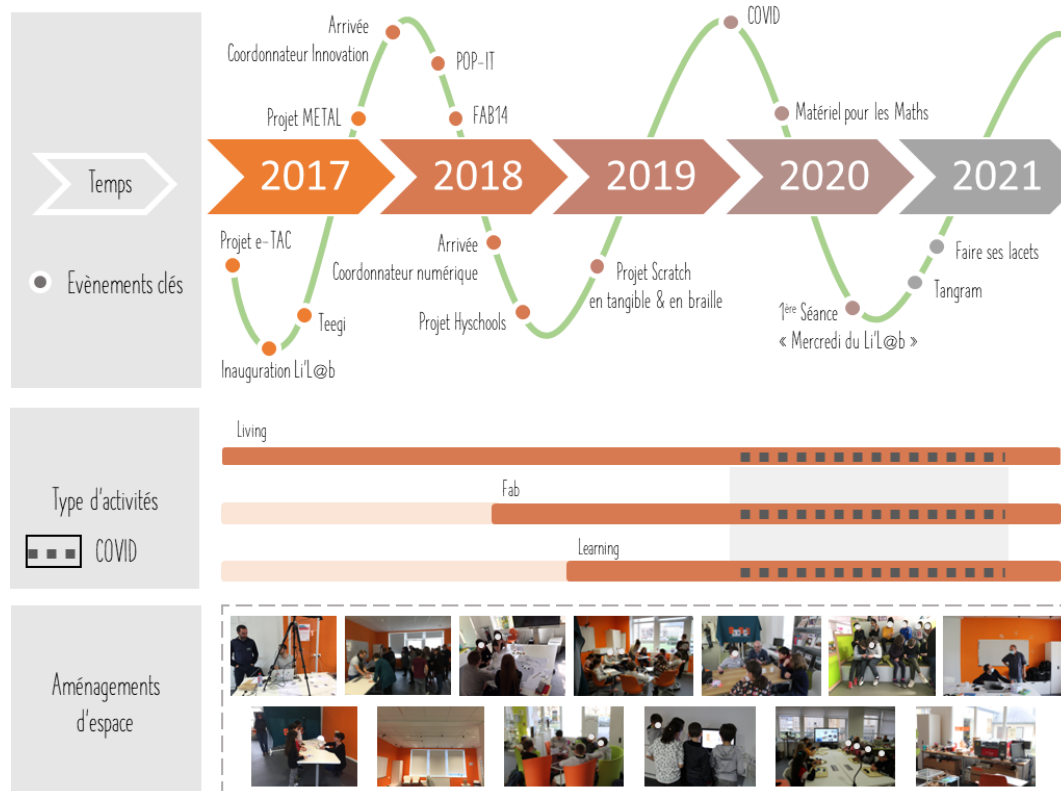 Arrivée
Coordonnateur Innovation
COVID
POP-IT
Projet METAL
FAB14
Matériel pour les Maths
Temps
2017
2018
2019
2020
2021
Projet e-TAC
Arrivée
Coordonnateur numérique
Faire ses lacets
Evènements clés
Projet Scratch
en tangible & en braille
Tangram
Teegi
Projet Hyschools
1ère Séance
« Mercredi du Li'L@b »
Inauguration Li'L@b
Living
Type d'activités
Fab
COVID
Learning
Aménagements
d'espace